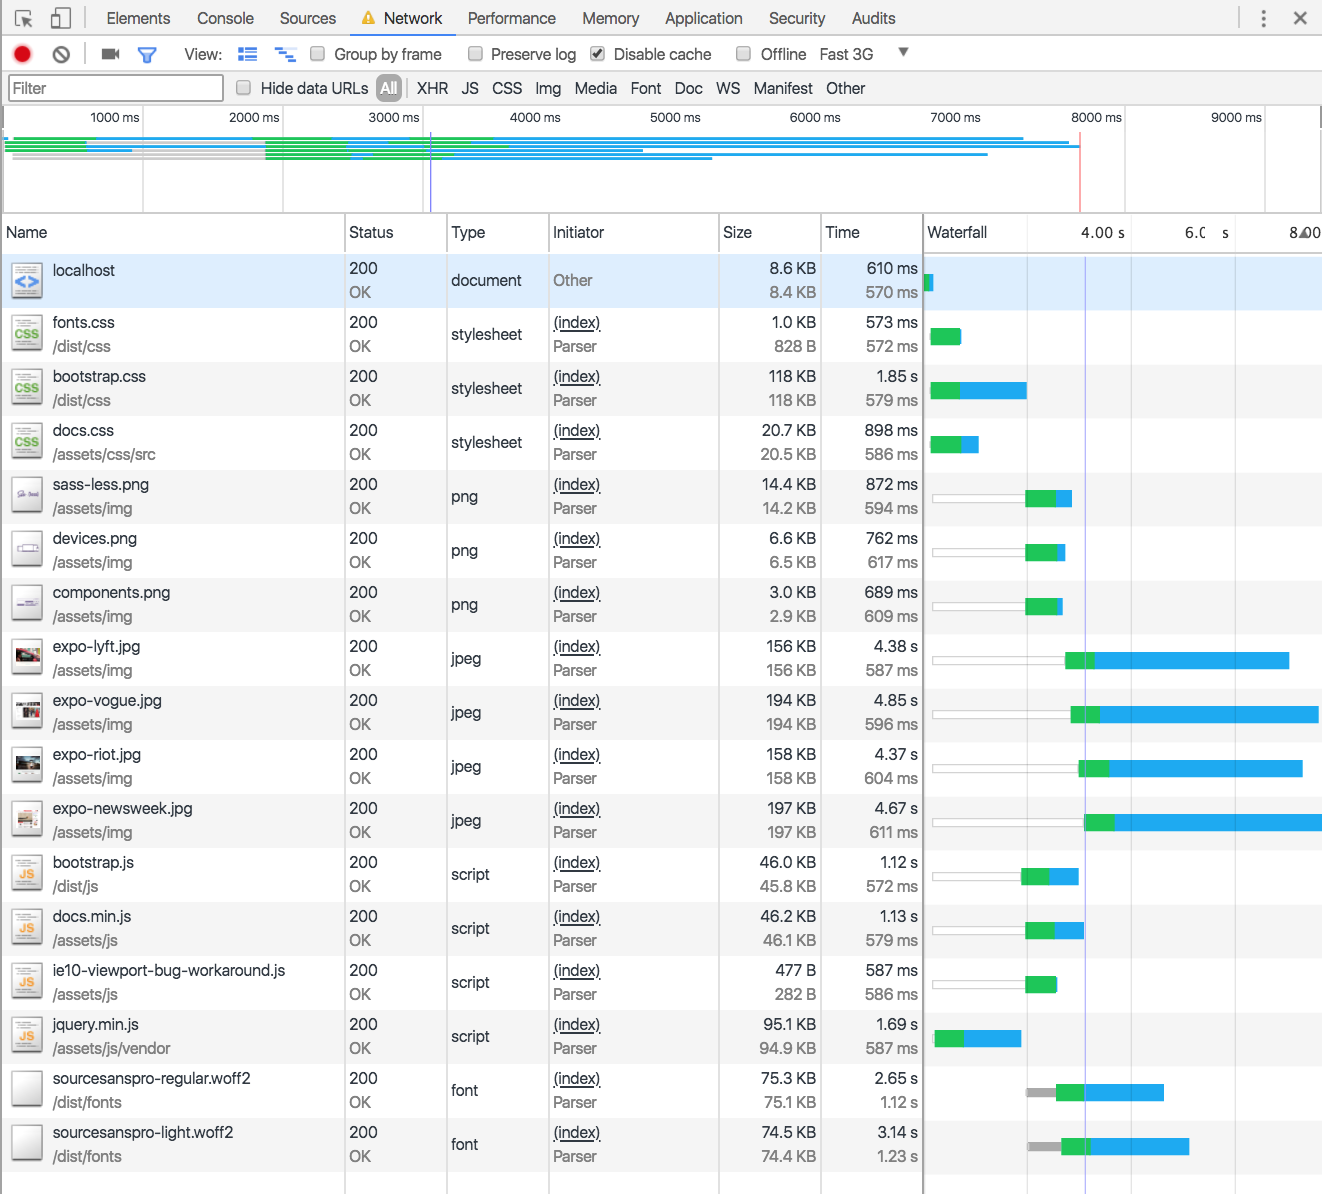 Elements Console Sources Network Performance Memory Application Security Audits
View: Group by frame Preserve log Disable cache Offline Fast 3G
Filter Hide data URLs All XHR JS CSS Img Media Font Doc WS Manifest Other
1000 ms 2000 ms 3000 ms 4000 ms 5000 ms 6000 ms 7000 ms 8000 ms 9000 ms
Name Status Type Initiator Size Time Waterfall 4.00 s 6.0 s 8.00
localhost 200 document Other 8.6 KB 610 ms
OK 8.4 KB 570 ms
fonts.css 200 stylesheet (index) 1.0 KB 573 ms
/dist/css OK Parser 828 B 572 ms
bootstrap.css 200 stylesheet (index) 118 KB 1.85 s
/dist/css OK Parser 118 KB 579 ms
docs.css 200 stylesheet (index) 20.7 KB 898 ms
/assets/css/src OK Parser 20.5 KB 586 ms
sass-less.png 200 png (index) 14.4 KB 872 ms
/assets/img OK Parser 14.2 KB 594 ms
devices.png 200 png (index) 6.6 KB 762 ms
/assets/img OK Parser 6.5 KB 617 ms
components.png 200 png (index) 3.0 KB 689 ms
/assets/img OK Parser 2.9 KB 609 ms
expo-lyft.jpg 200 jpeg (index) 156 KB 4.38 s
/assets/img OK Parser 156 KB 587 ms
expo-vogue.jpg 200 jpeg (index) 194 KB 4.85 s
/assets/img OK Parser 194 KB 596 ms
expo-riot.jpg 200 jpeg (index) 158 KB 4.37 s
/assets/img OK Parser 158 KB 604 ms
expo-newsweek.jpg 200 jpeg (index) 197 KB 4.67 s
/assets/img OK Parser 197 KB 611 ms
bootstrap.js 200 script (index) 46.0 KB 1.12 s
/dist/js OK Parser 45.8 KB 572 ms
docs.min.js 200 script (index) 46.2 KB 1.13 s
/assets/js OK Parser 46.1 KB 579 ms
ie10-viewport-bug-workaround.js 200 script (index) 477 B 587 ms
/assets/js OK Parser 282 B 586 ms
jquery.min.js 200 script (index) 95.1 KB 1.69 s
/assets/js/vendor OK Parser 94.9 KB 587 ms
sourcesanspro-regular.woff2 200 font (index) 75.3 KB 2.65 s
/dist/fonts OK Parser 75.1 KB 1.12 s
sourcesanspro-light.woff2 200 font (index) 74.5 KB 3.14 s
/dist/fonts OK Parser 74.4 KB 1.23 s